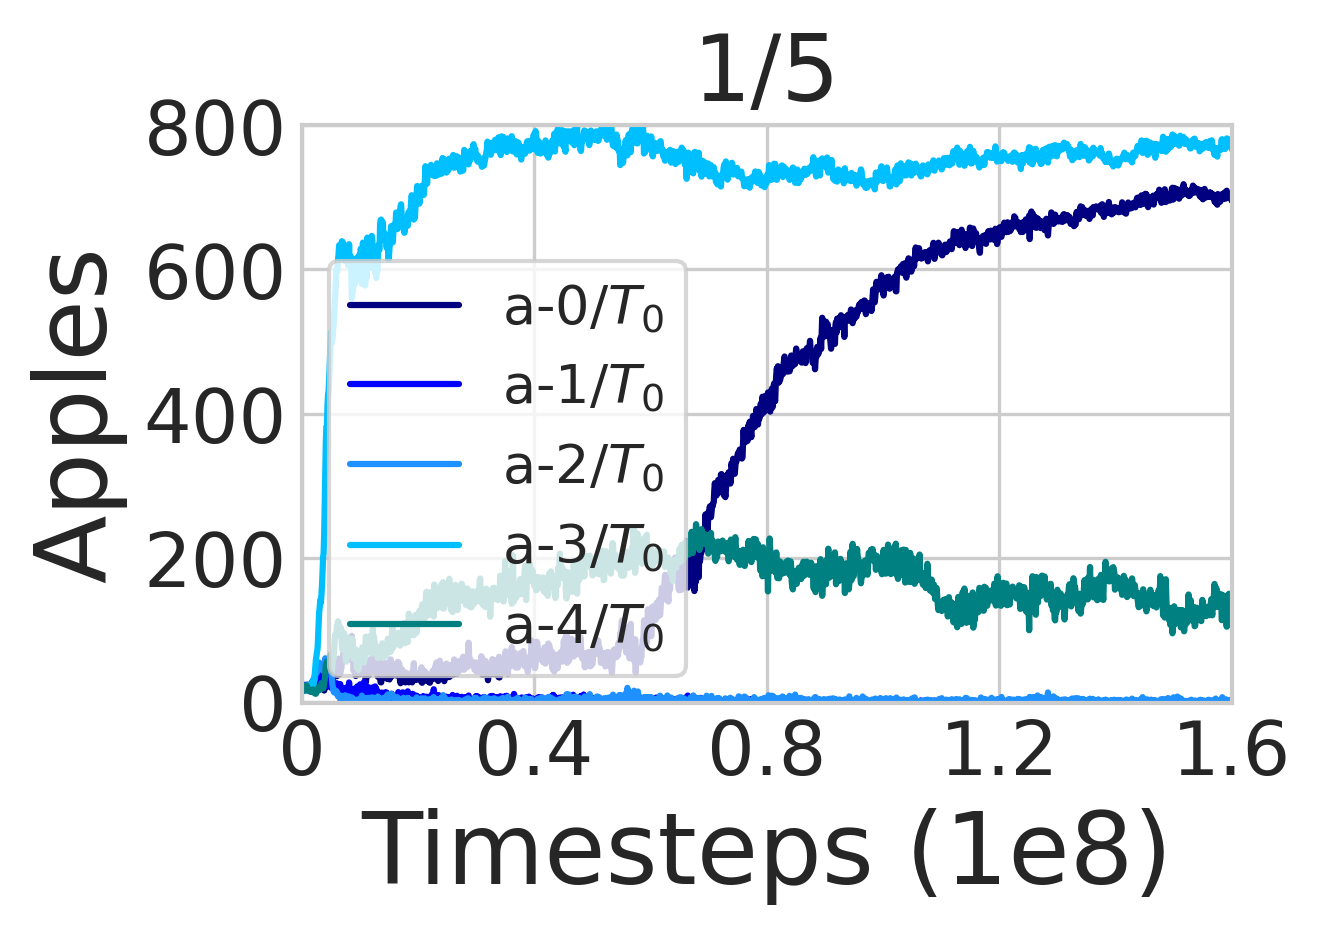 1/5
Apples
800
600
400
200
0
a-0/T₀
a-1/T₀
a-2/T₀
a-3/T₀
a-4/T₀
0 0.4 0.8 1.2 1.6
Timesteps (1e8)